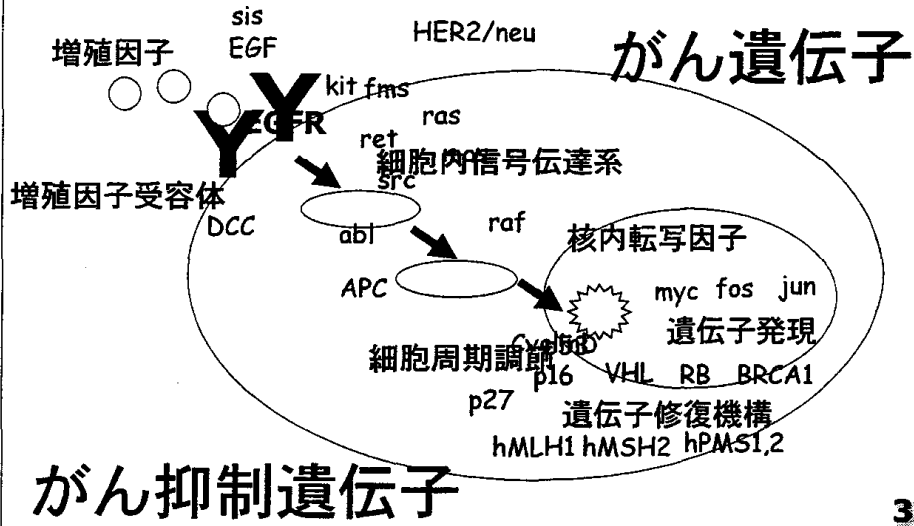 sis
増殖因子
EGF
HER2/neu
がん遺伝子
kit fms
EGFR
ras
ret
細胞内信号伝達系
src
増殖因子受容体
DCC
abl
raf
核内転写因子
APC
myc fos jun
遺伝子発現
細胞周期調節
p16 VHL RB BRCA1
p27
遺伝子修復機構
hMLH1 hMSH2 hPMS1,2
がん抑制遺伝子
3